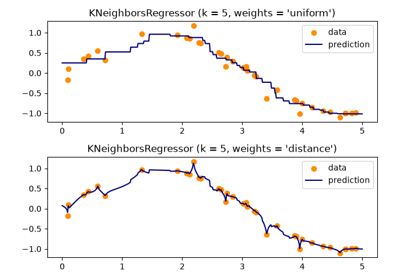 KNeighborsRegressor (k = 5, weights = 'uniform')
1.0
0.5
0.0
−0.5
−1.0
data
prediction
0 1 2 3 4 5
KNeighborsRegressor (k = 5, weights = 'distance')
1.0
0.5
0.0
−0.5
−1.0
data
prediction
0 1 2 3 4 5